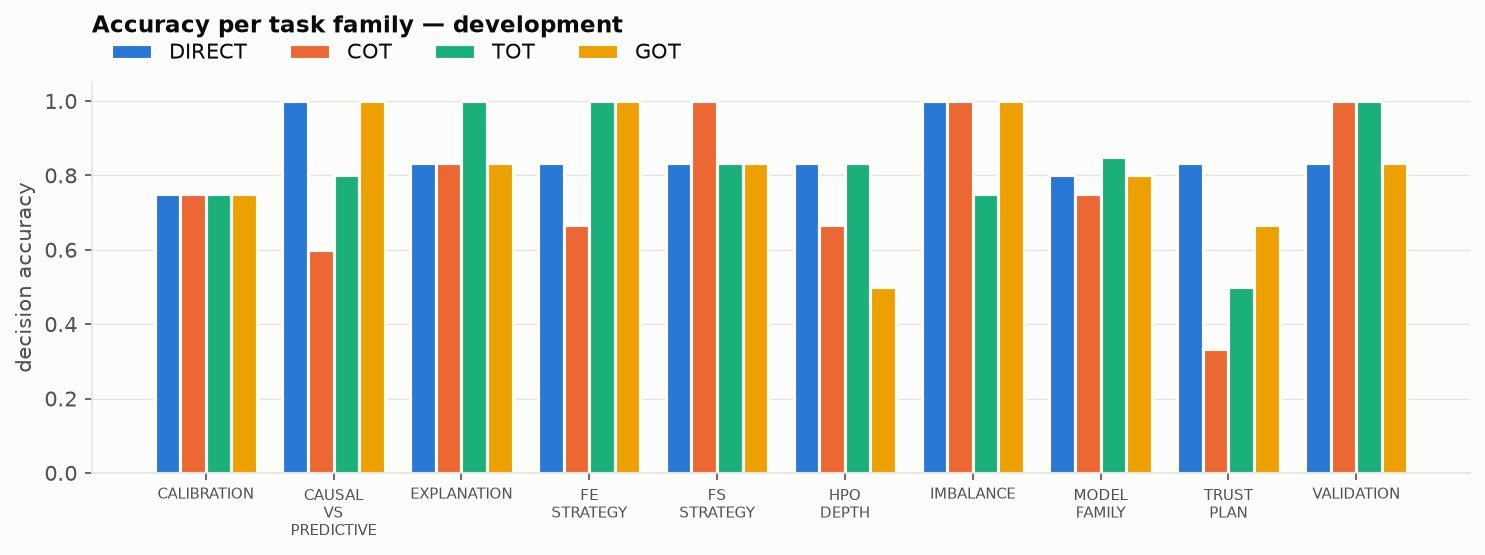 Accuracy per task family — development
DIRECT COT TOT GOT
decision accuracy
1.0
0.8
0.6
0.4
0.2
0.0
CALIBRATION
CAUSAL
VS
PREDICTIVE
EXPLANATION
FE
STRATEGY
FS
STRATEGY
HPO
DEPTH
IMBALANCE
MODEL
FAMILY
TRUST
PLAN
VALIDATION